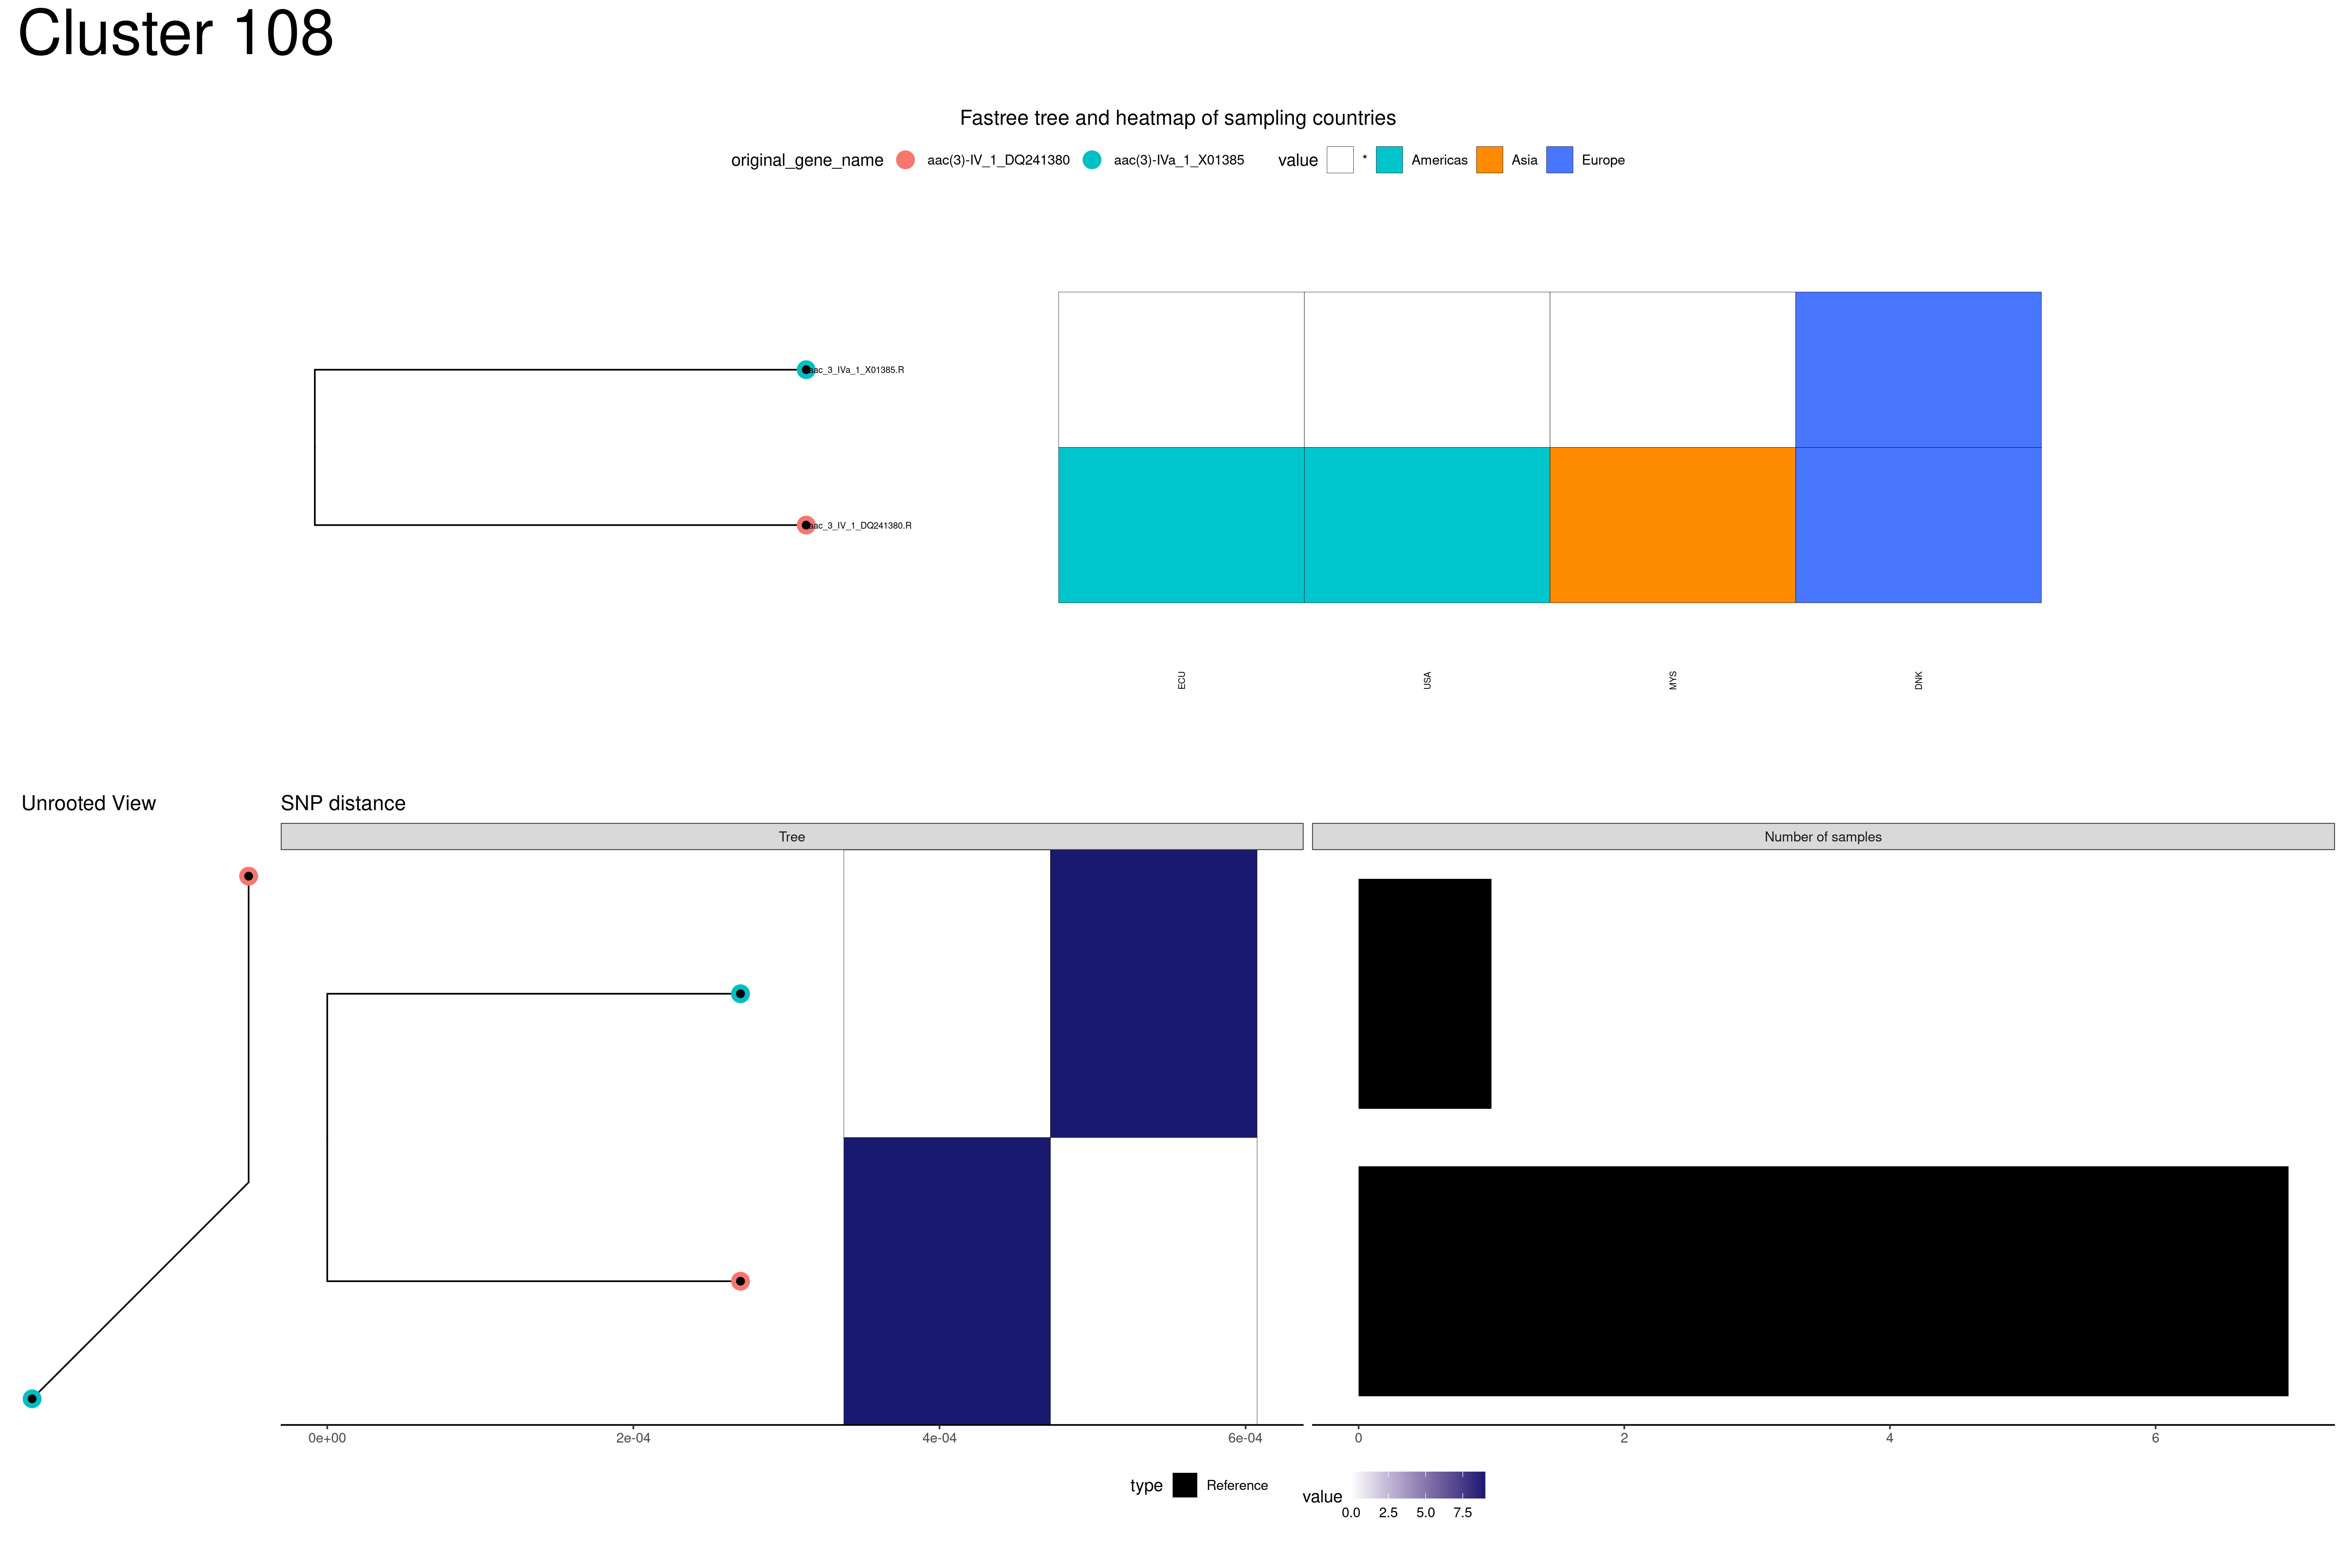 Cluster 108
Fastree tree and heatmap of sampling countries
original_gene_name aac(3)-IV_1_DQ241380 aac(3)-IVa_1_X01385 value * Americas Asia Europe
aac_3_IVa_1_X01385.R
aac_3_IV_1_DQ241380.R
ECU USA MYS DNK
Unrooted View SNP distance
Tree Number of samples
0e+00 2e-04 4e-04 6e-04 0 2 4 6
type Reference value
0.0 2.5 5.0 7.5